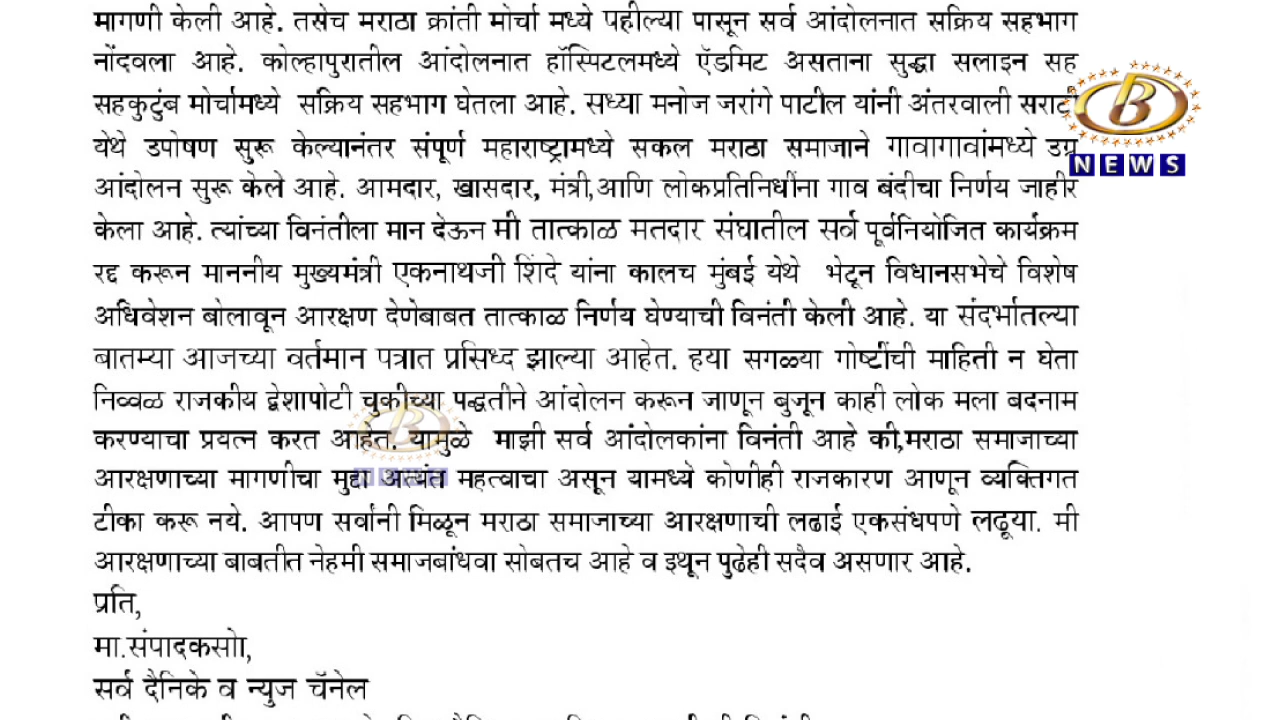 मागणी केली आहे. तसेच मराठा क्रांती मोर्चा मध्ये पहील्या पासून सर्व आंदोलनात सक्रिय सहभाग
नोंदवला आहे. कोल्हापुरातील आंदोलनात हॉस्पिटलमध्ये ऍडमिट असताना सुद्धा सलाइन सह
सहकुटुंब मोर्चामध्ये सक्रिय सहभाग घेतला आहे. सध्या मनोज जरांगे पाटील यांनी अंतरवाली सराटी
येथे उपोषण सुरू केल्यानंतर संपूर्ण महाराष्ट्रामध्ये सकल मराठा समाजाने गावागावांमध्ये उग्र
आंदोलन सुरू केले आहे. आमदार, खासदार, मंत्री,आणि लोकप्रतिनिधींना गाव बंदीचा निर्णय जाहीर
केला आहे. त्यांच्या विनंतीला मान देऊन मी तात्काळ मतदार संघातील सर्व पूर्वनियोजित कार्यक्रम
रद्द करून माननीय मुख्यमंत्री एकनाथजी शिंदे यांना कालच मुंबई येथे भेटून विधानसभेचे विशेष
अधिवेशन बोलावून आरक्षण देणेबाबत तात्काळ निर्णय घेण्याची विनंती केली आहे. या संदर्भातल्या
बातम्या आजच्या वर्तमान पत्रात प्रसिध्द झाल्या आहेत. हया सगळ्या गोष्टींची माहिती न घेता
निव्वळ राजकीय द्वेशापोटी चुकीच्या पद्धतीने आंदोलन करून जाणून बुजून काही लोक मला बदनाम
करण्याचा प्रयत्न करत आहेत. यामुळे माझी सर्व आंदोलकांना विनंती आहे की,मराठा समाजाच्या
आरक्षणाच्या मागणीचा मुद्दा अत्यंत महत्वाचा असून यामध्ये कोणीही राजकारण आणून व्यक्तिगत
टीका करू नये. आपण सर्वांनी मिळून मराठा समाजाच्या आरक्षणाची लढाई एकसंधपणे लढूया. मी
आरक्षणाच्या बाबतीत नेहमी समाजबांधवा सोबतच आहे व इथून पुढेही सदैव असणार आहे.
प्रति,
मा.संपादकसाो,
सर्व दैनिके व न्युज चॅनेल
B
NEWS